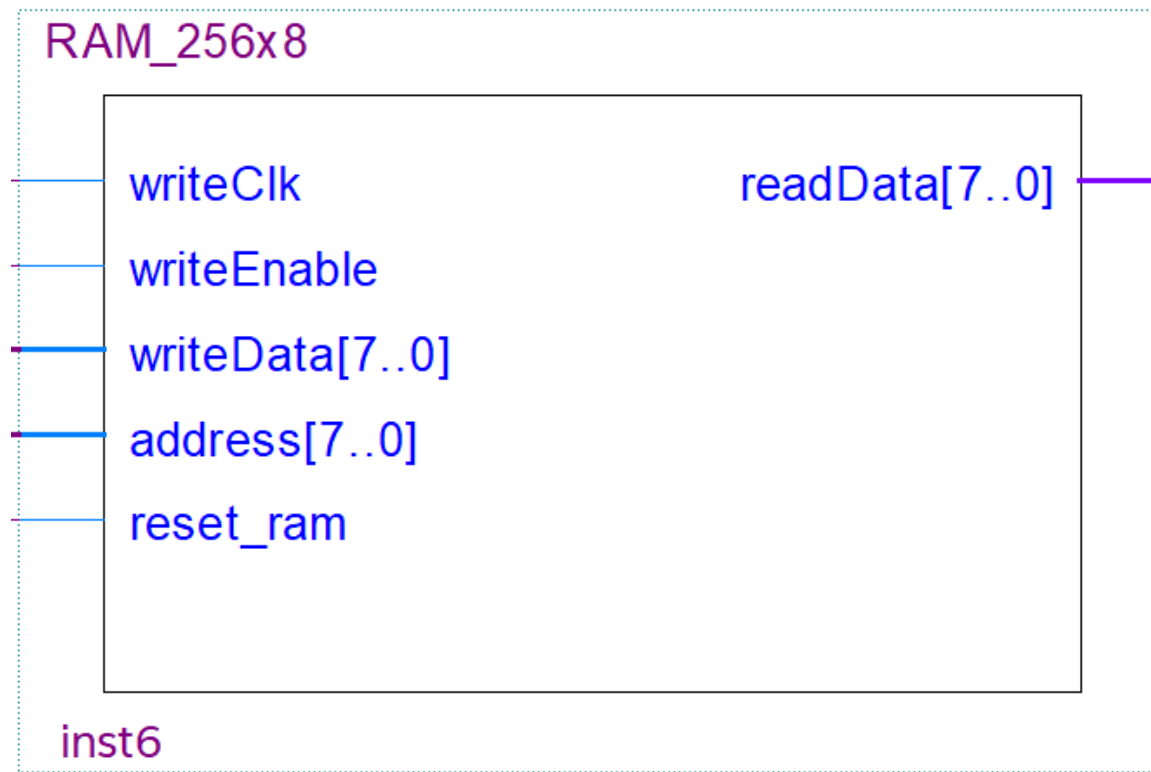 RAM_256x8
writeClk readData[7..0]
writeEnable
writeData[7..0]
address[7..0]
reset_ram
inst6